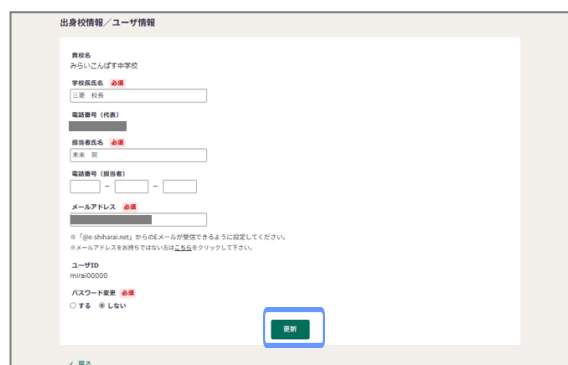 出身校情報／ユーザ情報
貴校名
みらいこんぱす中学校
学校長氏名 必須
三菱 校長
電話番号（代表）
担当者氏名 必須
未来 炭
電話番号（担当者）
– –
メールアドレス 必須
※「@e-shiharai.net」からのEメールが受信できるように設定してください。
※メールアドレスをお持ちではない方はこちらをクリックして下さい。
ユーザID
mirai00000
パスワード変更 必須
する しない
更新
戻る